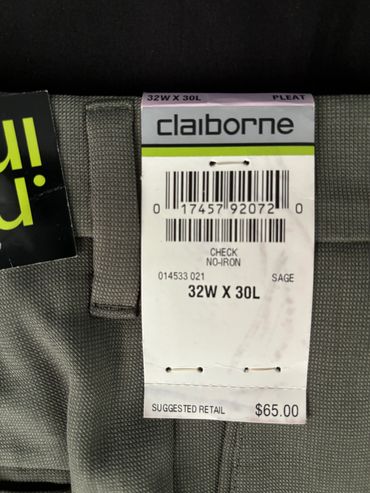 32W X 30L PLEAT
claiborne
0 17457 92072 0
CHECK
NO-IRON
014533 021 SAGE
32W X 30L
SUGGESTED RETAIL $65.00